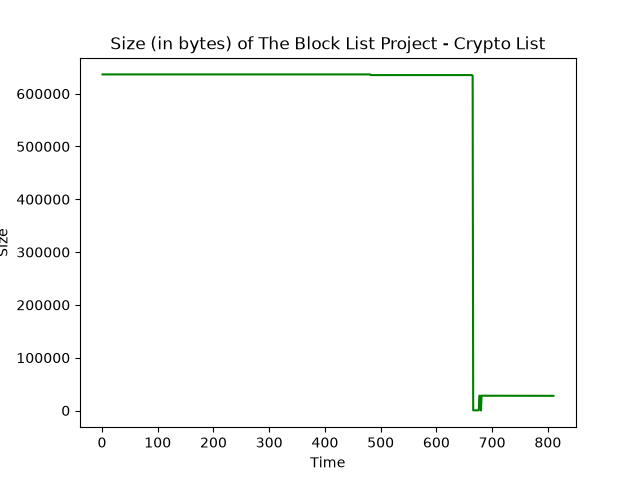 Size (in bytes) of The Block List Project - Crypto List
600000
500000
400000
300000
200000
100000
0
Size
0 100 200 300 400 500 600 700 800
Time